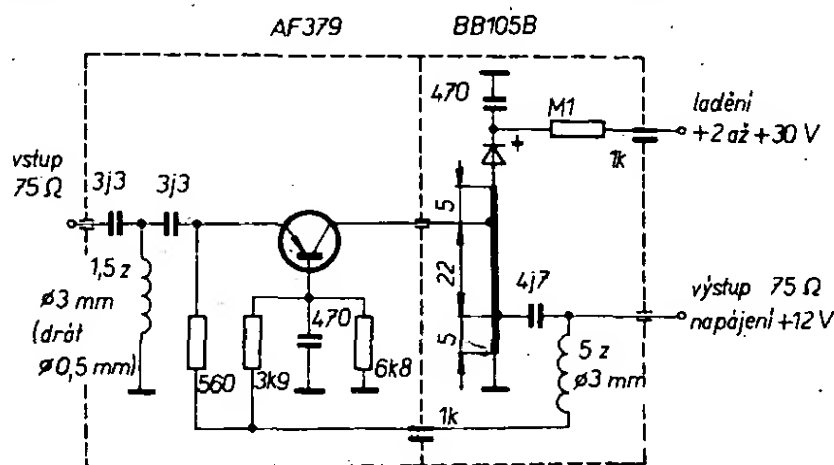 AF379
BB105B
470
M1
ladění
+2 až +30 V
1k
+
vstup
75 Ω
3j3
3j3
5
22
5
1,5 z
ø3 mm
(drát
ø0,5 mm)
560
3k9
470
6k8
4j7
výstup 75 Ω
napájení +12 V
5 z
ø3 mm
1k